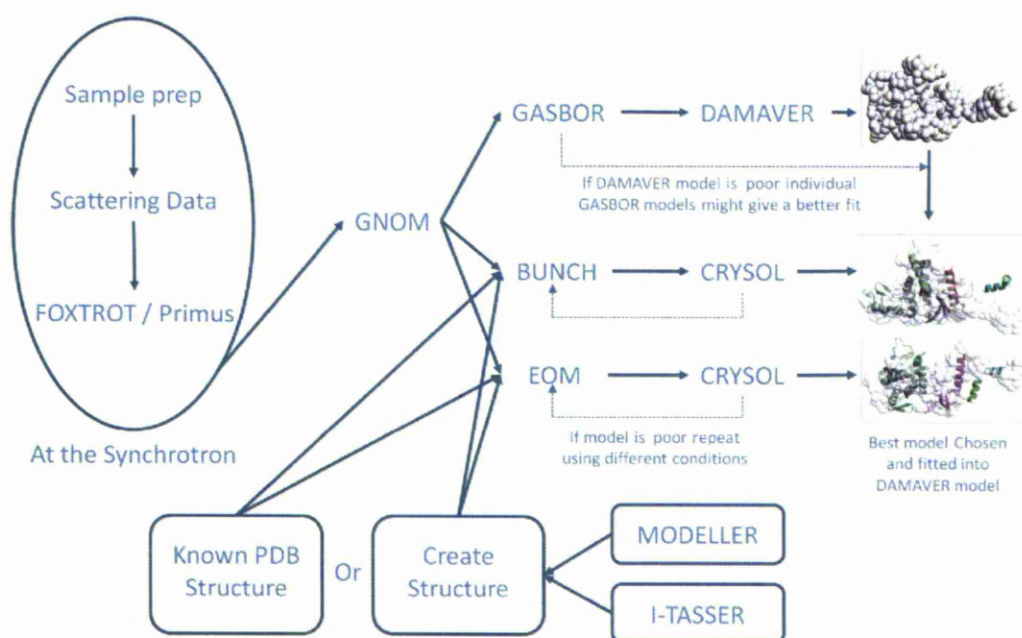 Sample prep
Scattering Data
FOXTROT / Primus
At the Synchrotron
GNOM
GASBOR
DAMAVER
If DAMAVER model is poor individual
GASBOR models might give a better fit
BUNCH
CRYSOL
EOM
CRYSOL
If model is poor repeat
using different conditions
Best model Chosen
and fitted into
DAMAVER model
Known PDB
Structure
Or
Create
Structure
MODELLER
I-TASSER